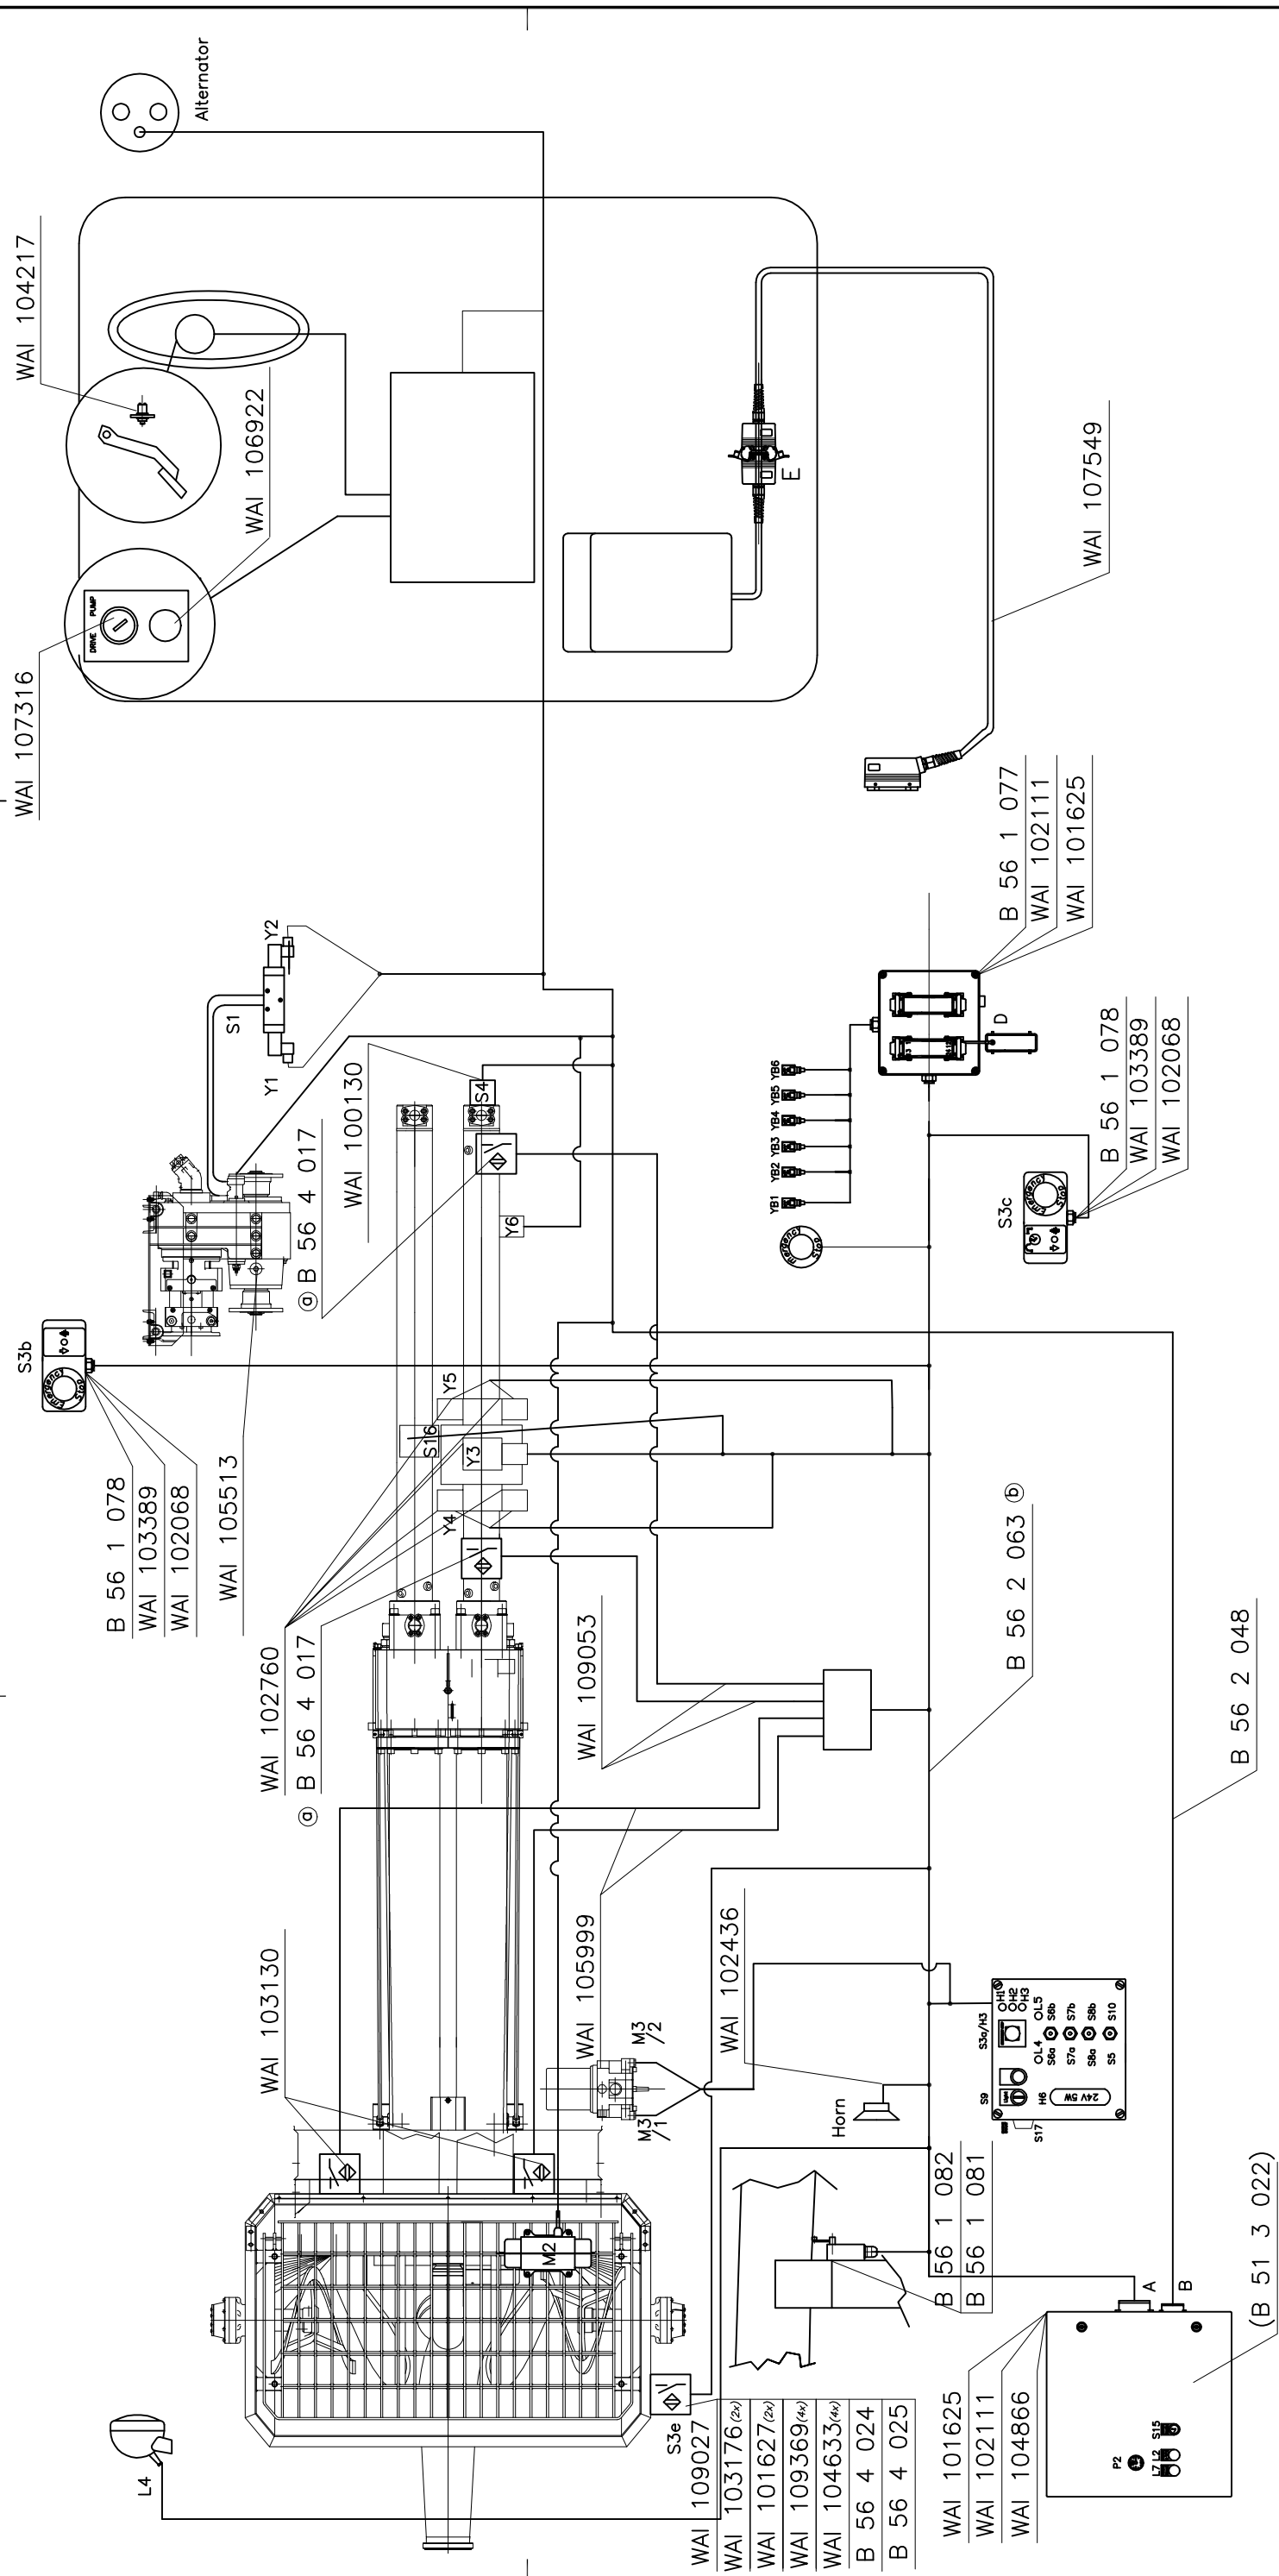 Alternator
WAI 104217
WAI 106922
DRIVE PUMP
WAI 107316
E
WAI 107549
B 56 1 077
WAI 102111
WAI 101625
Y2
S1
Y1
D
YB1 YB2 YB3 YB4 YB5 YB6
B 56 1 078
WAI 103389
WAI 102068
S3c
Emergency
Stop
WAI 100130
S4
ⓐ B 56 4 017
Y6
S3b
Emergency
Stop
B 56 1 078
WAI 103389
WAI 102068
WAI 105513
Y5
S16
Y3
Y4
WAI 102760
ⓐ B 56 4 017
WAI 109053
B 56 2 063 ⓑ
B 56 2 048
WAI 103130
WAI 105999
M3
/2
M3
/1
WAI 102436
Horn
M2
S3a/H3
H1
H2
H3
L4 L5
S6a S6b
S7a S7b
S8a S8b
S5 S10
S9
H6
24V 5W
S17
B 56 1 082
B 56 1 081
A
B
(B 51 3 022)
L4
S3e
WAI 109027
WAI 103176 (2x)
WAI 101627 (2x)
WAI 109369 (4x)
WAI 104633 (4x)
B 56 4 024
B 56 4 025
WAI 101625
WAI 102111
WAI 104866
P2
L7 L2 S15